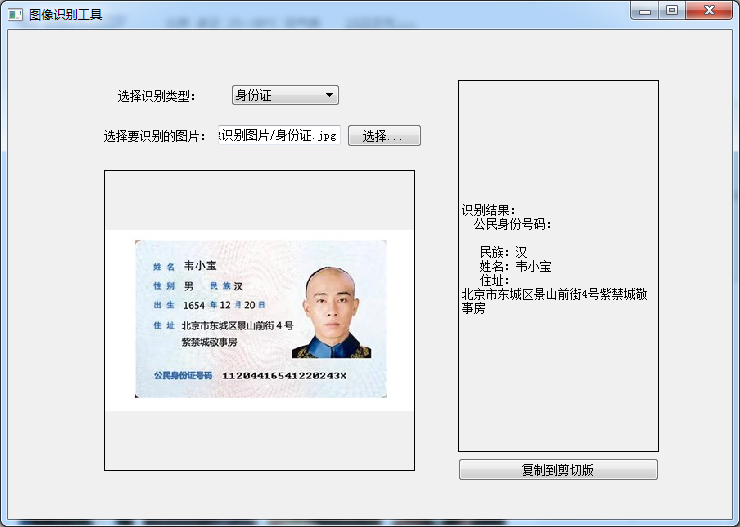 图像识别工具
选择识别类型：
身份证
选择要识别的图片：
识别图片/身份证.jpg
选择...
姓 名 韦小宝
性 别 男 民 族 汉
出 生 1654 年 12 月 20 日
住 址 北京市东城区景山前街4号
紫禁城敬事房
公民身份证号码 11204416541220243X
识别结果：
公民身份号码：
民族：汉
姓名：韦小宝
住址：
北京市东城区景山前街4号紫禁城敬
事房
复制到剪切版